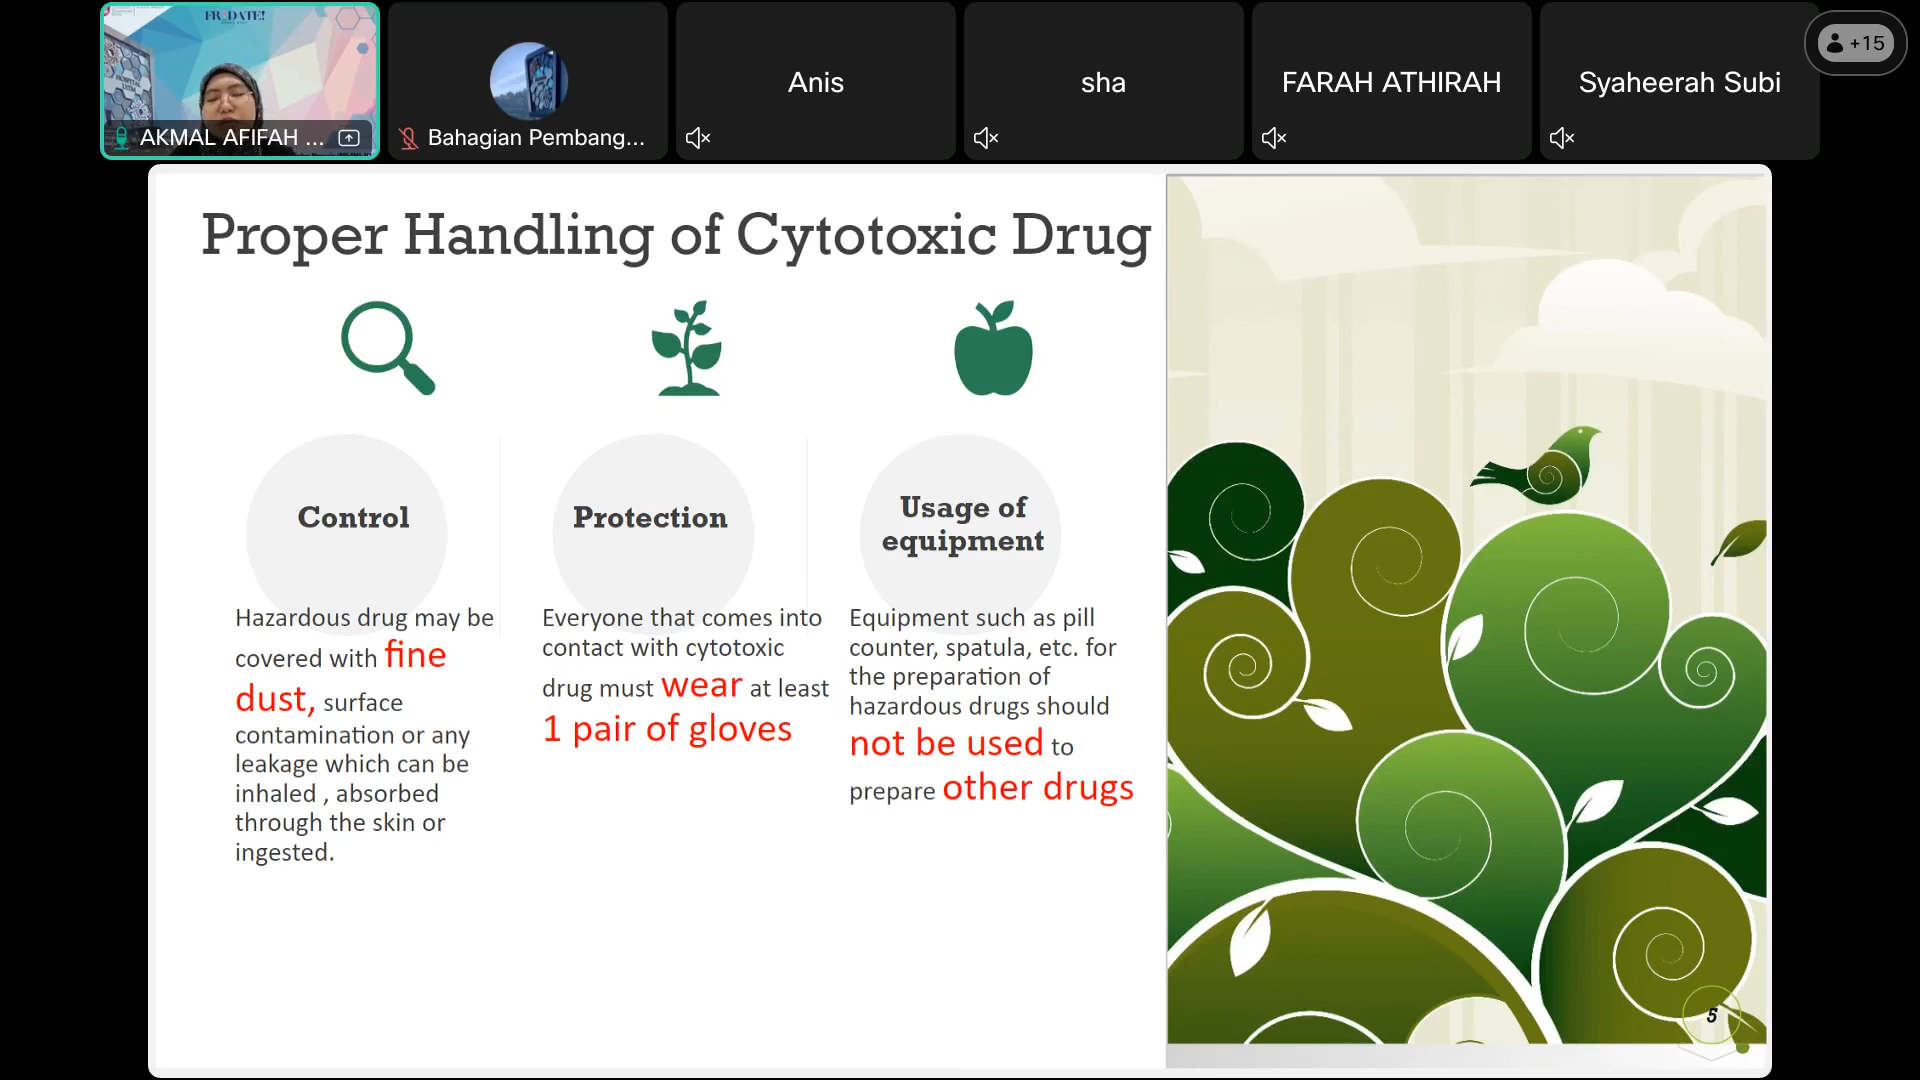 FR DATE!
HOSPITAL
UITM
AKMAL AFIFAH ...
Bahagian Pembang...
Anis
sha
FARAH ATHIRAH
Syaheerah Subi
+15
Proper Handling of Cytotoxic Drug
Control
Hazardous drug may be
covered with fine
dust, surface
contamination or any
leakage which can be
inhaled , absorbed
through the skin or
ingested.
Protection
Everyone that comes into
contact with cytotoxic
drug must wear at least
1 pair of gloves
Usage of
equipment
Equipment such as pill
counter, spatula, etc. for
the preparation of
hazardous drugs should
not be used to
prepare other drugs
5